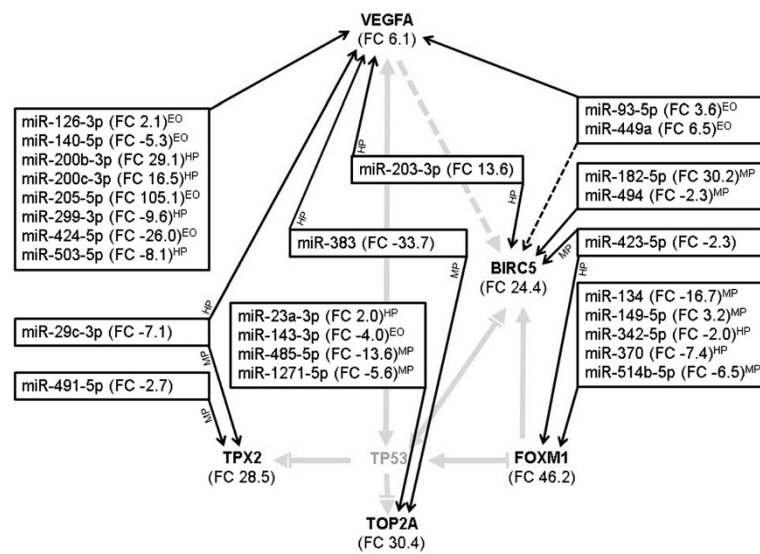 VEGFA
(FC 6.1)
miR-126-3p (FC 2.1)EO
miR-140-5p (FC -5.3)EO
miR-200b-3p (FC 29.1)HP
miR-200c-3p (FC 16.5)HP
miR-205-5p (FC 105.1)EO
miR-299-3p (FC -9.6)HP
miR-424-5p (FC -26.0)EO
miR-503-5p (FC -8.1)HP
miR-93-5p (FC 3.6)EO
miR-449a (FC 6.5)EO
HP
miR-203-3p (FC 13.6)
HP
miR-182-5p (FC 30.2)MP
miR-494 (FC -2.3)MP
HP
miR-383 (FC -33.7)
MP
MP
miR-423-5p (FC -2.3)
HP
BIRC5
(FC 24.4)
miR-23a-3p (FC 2.0)HP
miR-143-3p (FC -4.0)EO
miR-485-5p (FC -13.6)MP
miR-1271-5p (FC -5.6)MP
miR-134 (FC -16.7)MP
miR-149-5p (FC 3.2)MP
miR-342-5p (FC -2.0)HP
miR-370 (FC -7.4)HP
miR-514b-5p (FC -6.5)MP
HP
miR-29c-3p (FC -7.1)
MP
miR-491-5p (FC -2.7)
MP
TPX2
(FC 28.5)
TP53
FOXM1
(FC 46.2)
TOP2A
(FC 30.4)